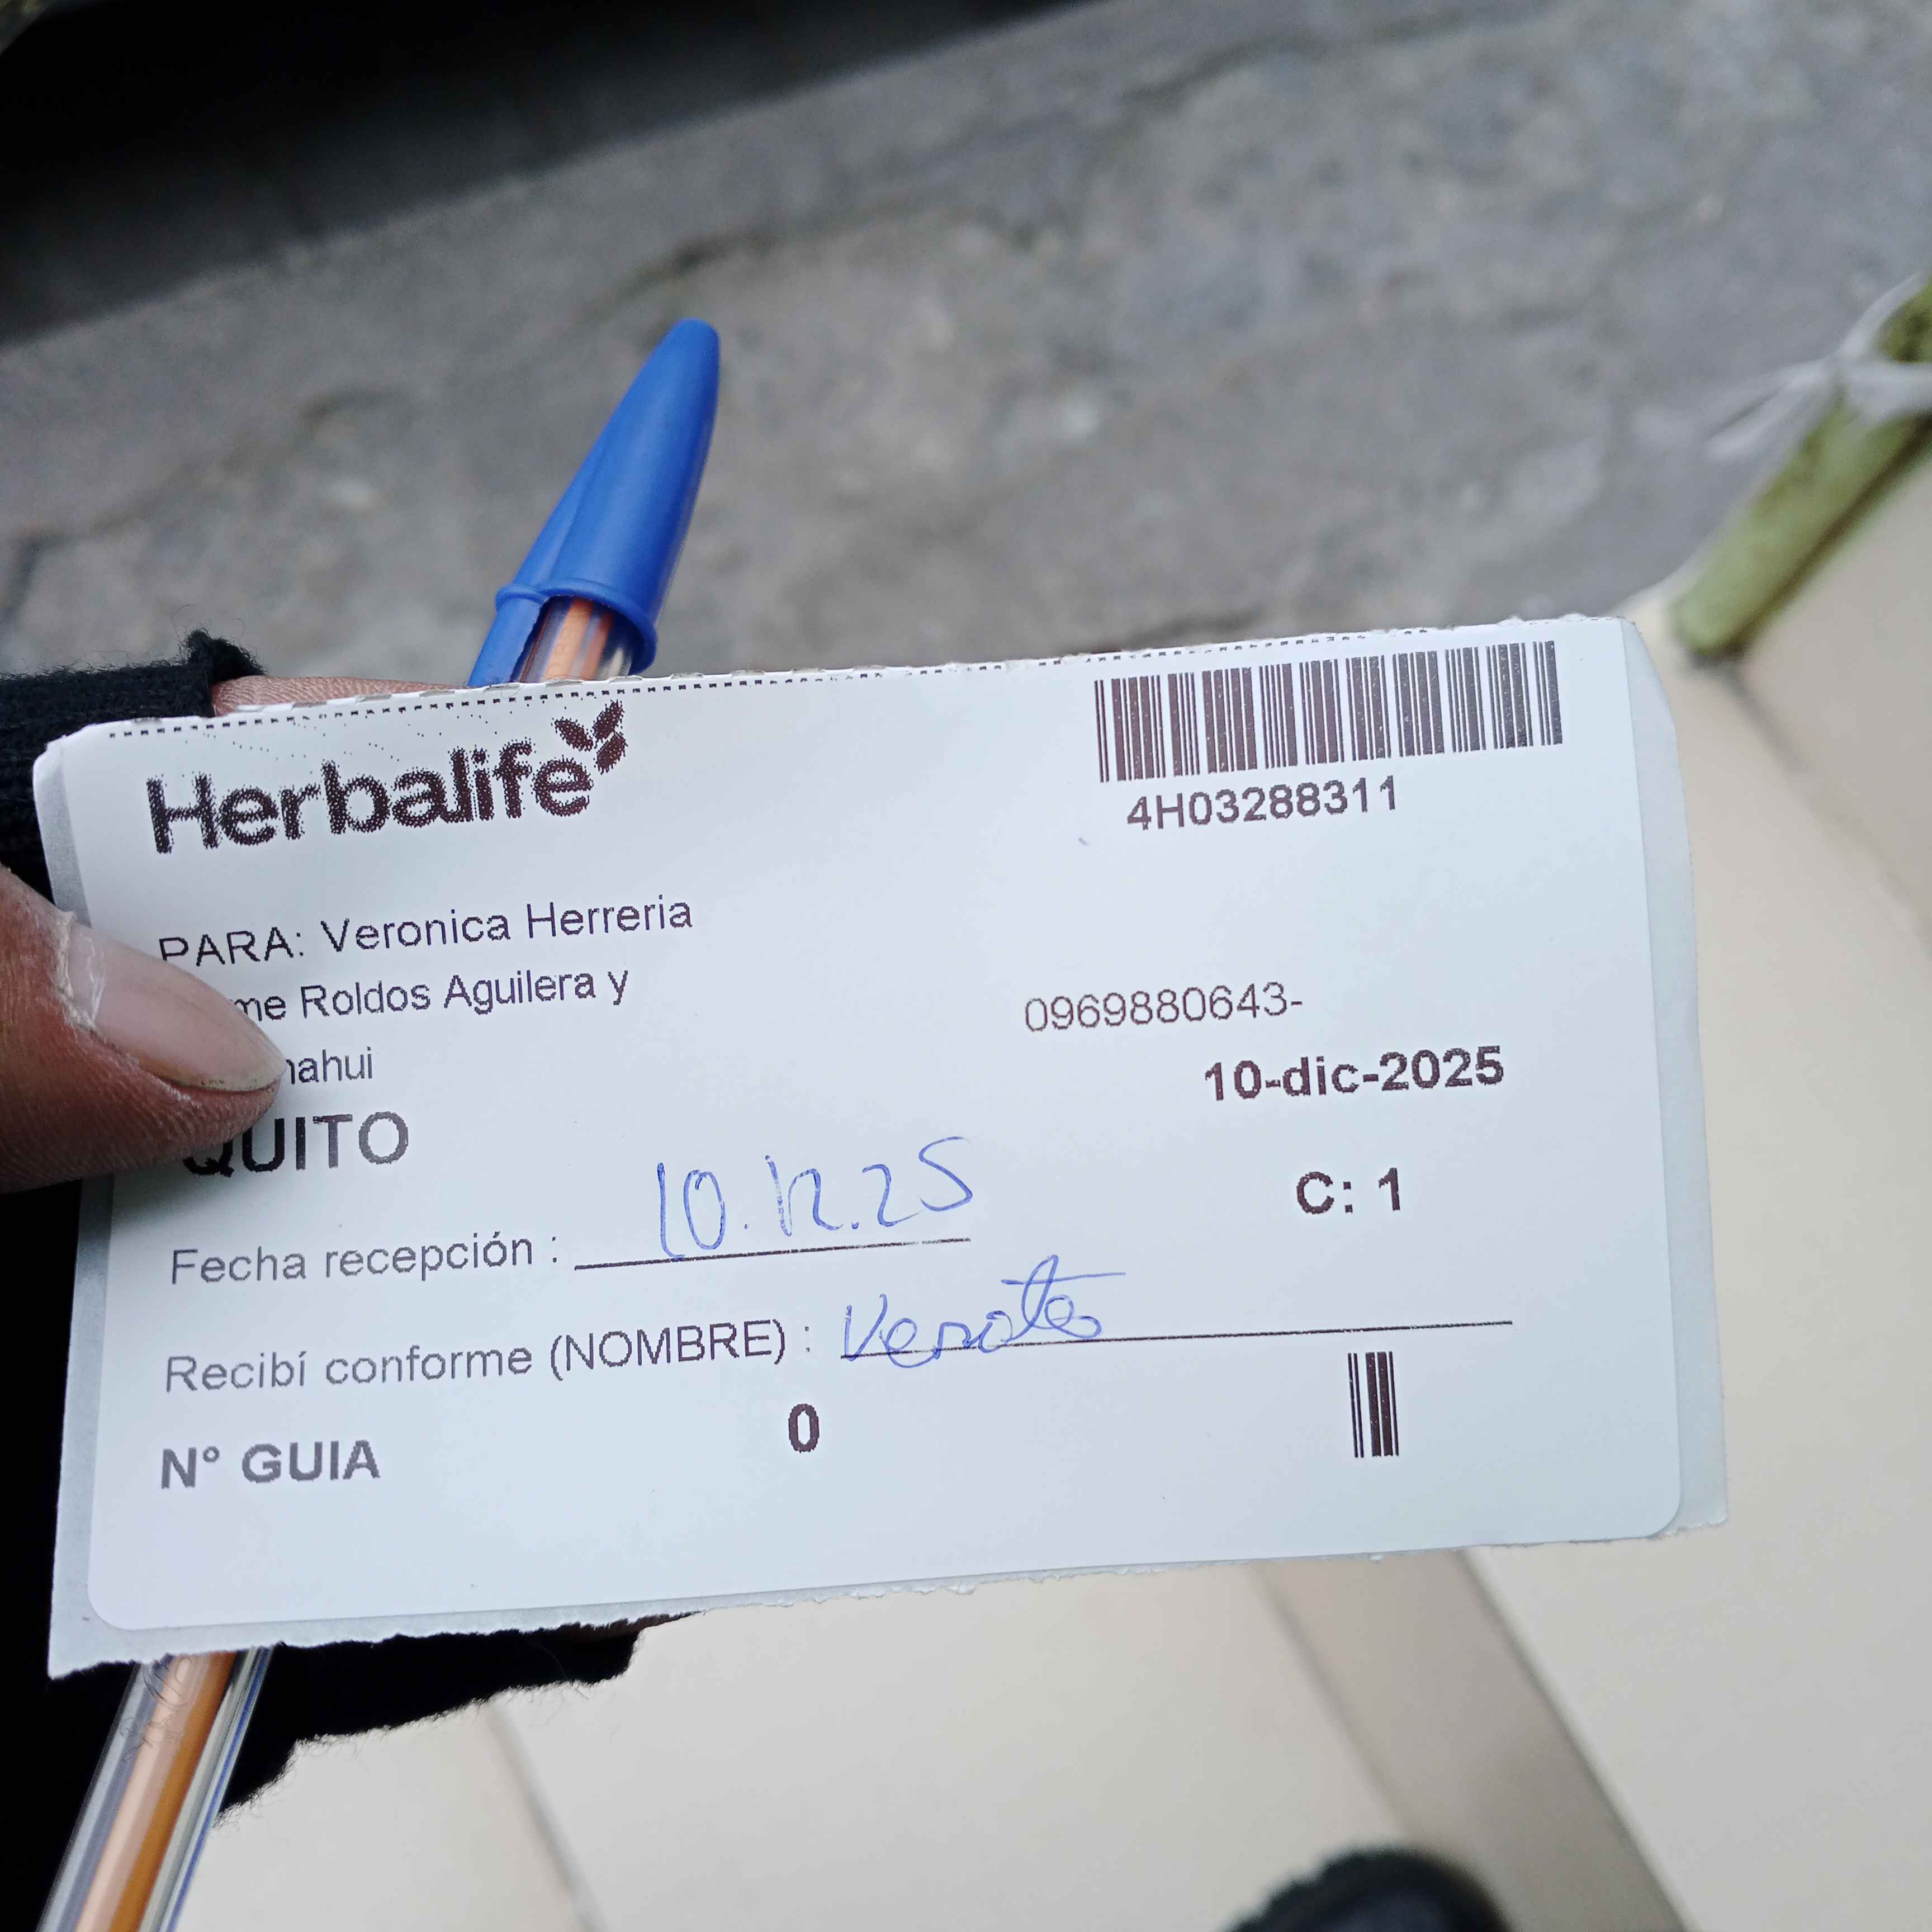 Herbalife
4H03288311
PARA: Veronica Herreria
me Roldos Aguilera y
0969880643-
nahui
10-dic-2025
QUITO
C: 1
Fecha recepción : 10.12.25
Recibí conforme (NOMBRE) :
N° GUIA 0